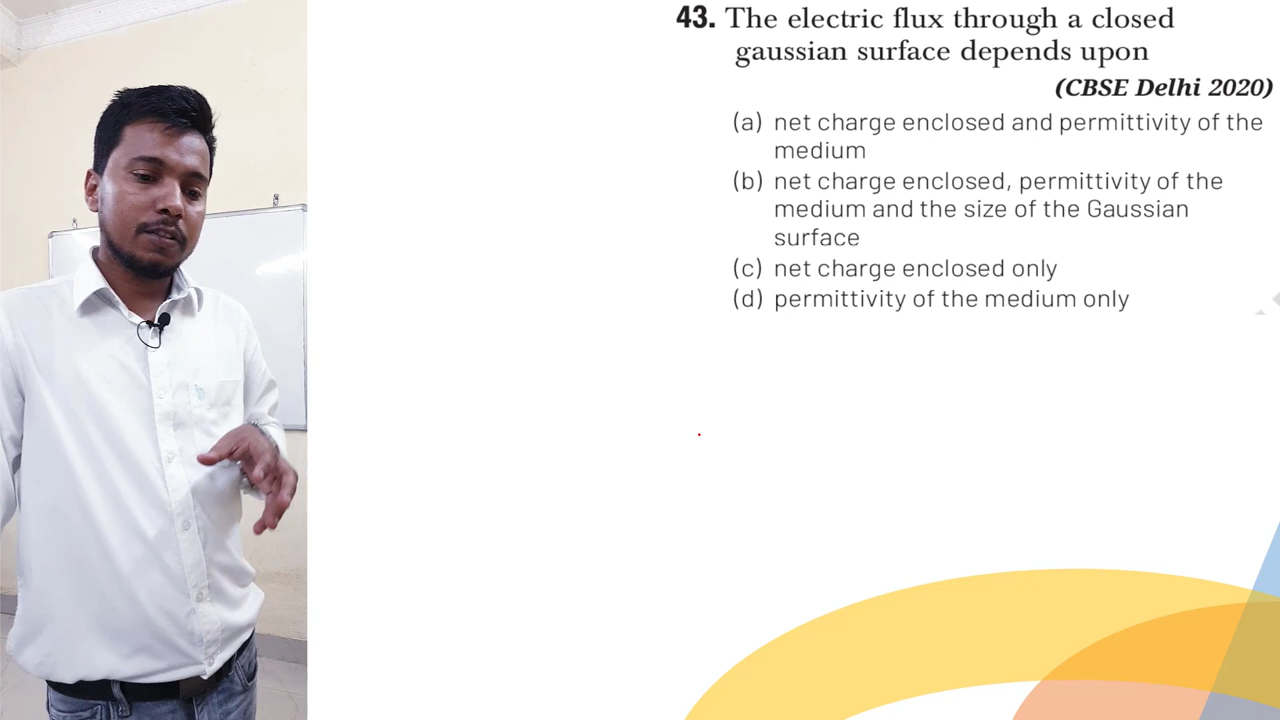 43. The electric flux through a closed
gaussian surface depends upon
(CBSE Delhi 2020)
(a) net charge enclosed and permittivity of the
medium
(b) net charge enclosed, permittivity of the
medium and the size of the Gaussian
surface
(c) net charge enclosed only
(d) permittivity of the medium only